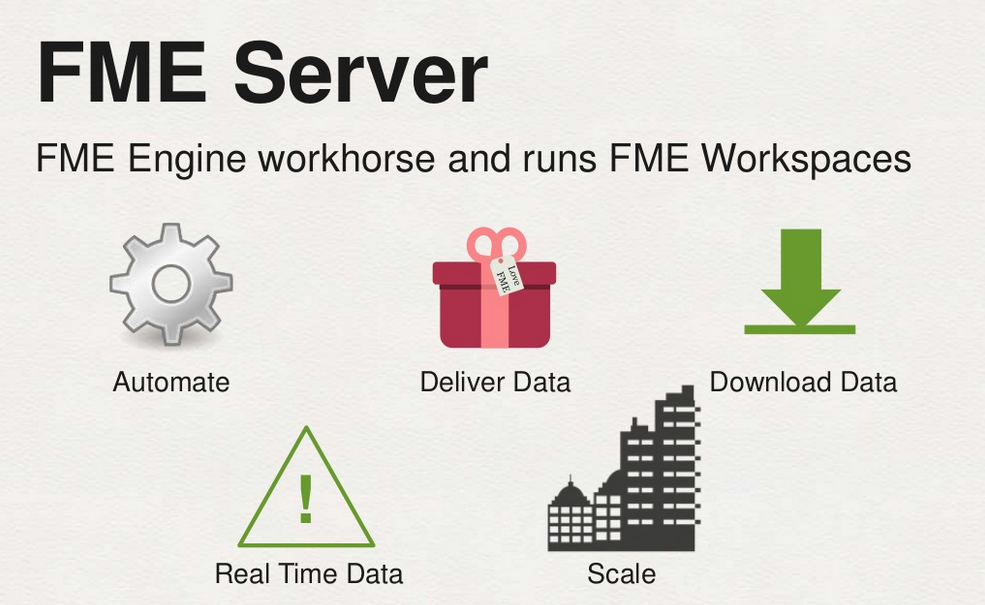 FME Server
FME Engine workhorse and runs FME Workspaces
Love
FME
Automate
Deliver Data
Download Data
!
Real Time Data
Scale